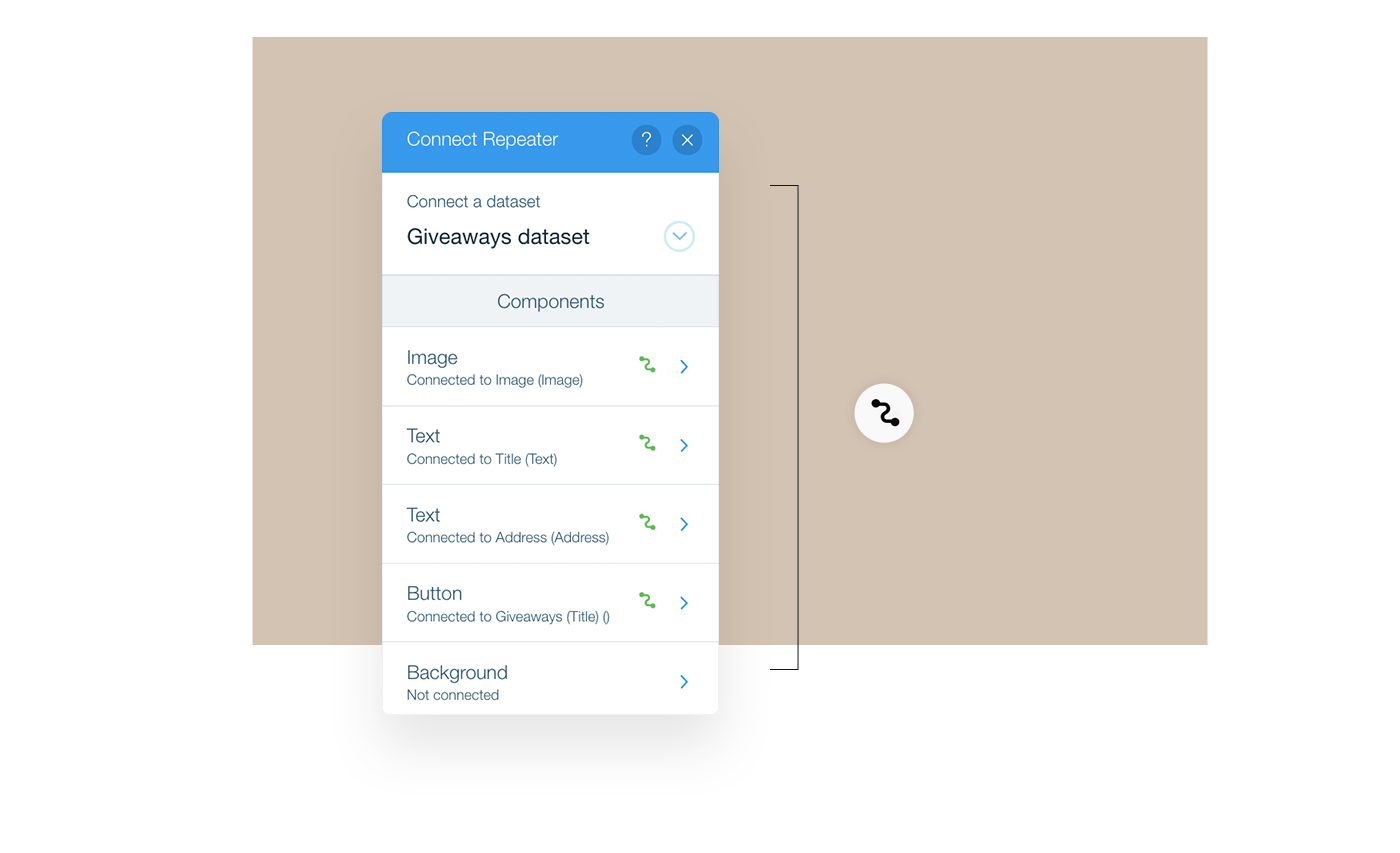 Connect Repeater
?
Connect a dataset
Giveaways dataset
Components
Image
Connected to Image (Image)
Text
Connected to Title (Text)
Text
Connected to Address (Address)
Button
Connected to Giveaways (Title) ()
Background
Not connected